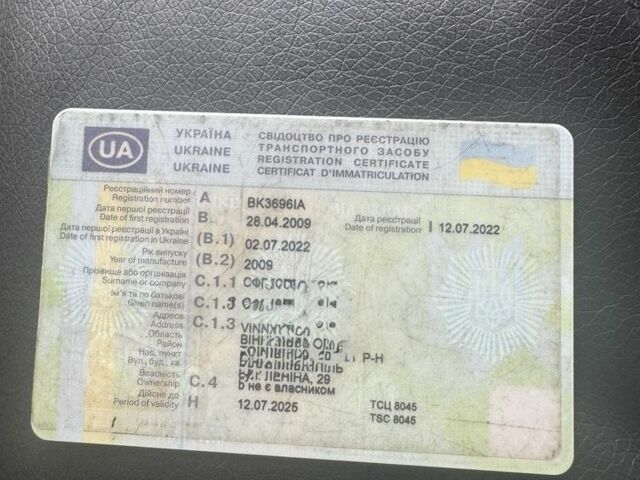 UA
УКРАЇНА
UKRAINE
UKRAINE
СВІДОЦТВО ПРО РЕЄСТРАЦІЮ
ТРАНСПОРТНОГО ЗАСОБУ
REGISTRATION CERTIFICATE
CERTIFICAT D'IMMATRICULATION
Реєстраційний номер
Registration number A BK3696IA
Дата першої реєстрації
Date of first registration B. 28.04.2009
Дата реєстрації
Date of registration I 12.07.2022
Дата першої реєстрації в Україні
Date of first registration in Ukraine (B.1) 02.07.2022
Рік випуску
Year of manufacture (B.2) 2009
Прізвище або організація
Surname or company C.1.1
Ім'я та по батькові
Given name(s)
Адреса
Address C.1.3
Область
Район Р-Н
Нас. пункт
Вул., буд., кв. ЛЕНІНА, 29
Власність
Ownership C.4 не є власником
Дійсне до
Period of validity H 12.07.2025
ТСЦ 8045
TSC 8045